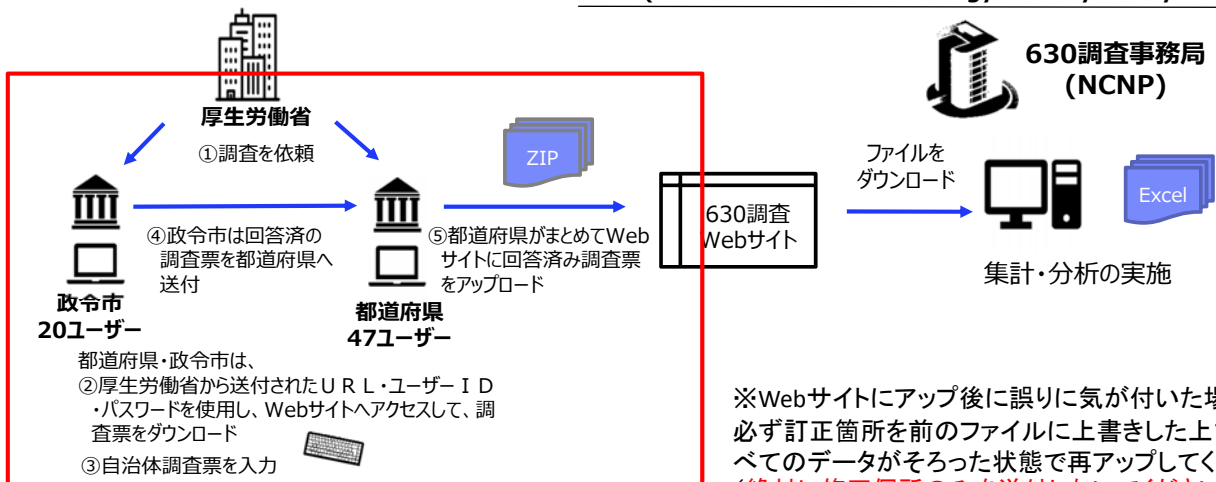 630調査事務局
(NCNP)
厚生労働省
①調査を依頼
ZIP
ファイルを
ダウンロード
Excel
630調査
Webサイト
④政令市は回答済の
調査票を都道府県へ
送付
⑤都道府県がまとめてWeb
サイトに回答済み調査票
をアップロード
集計・分析の実施
政令市
20ユーザー
都道府県
47ユーザー
都道府県・政令市は、
②厚生労働省から送付されたＵＲＬ・ユーザーＩＤ
・パスワードを使用し、Webサイトへアクセスして、調
査票をダウンロード
③自治体調査票を入力
※Webサイトにアップ後に誤りに気が付いた場
必ず訂正箇所を前のファイルに上書きした上
べてのデータがそろった状態で再アップしてく